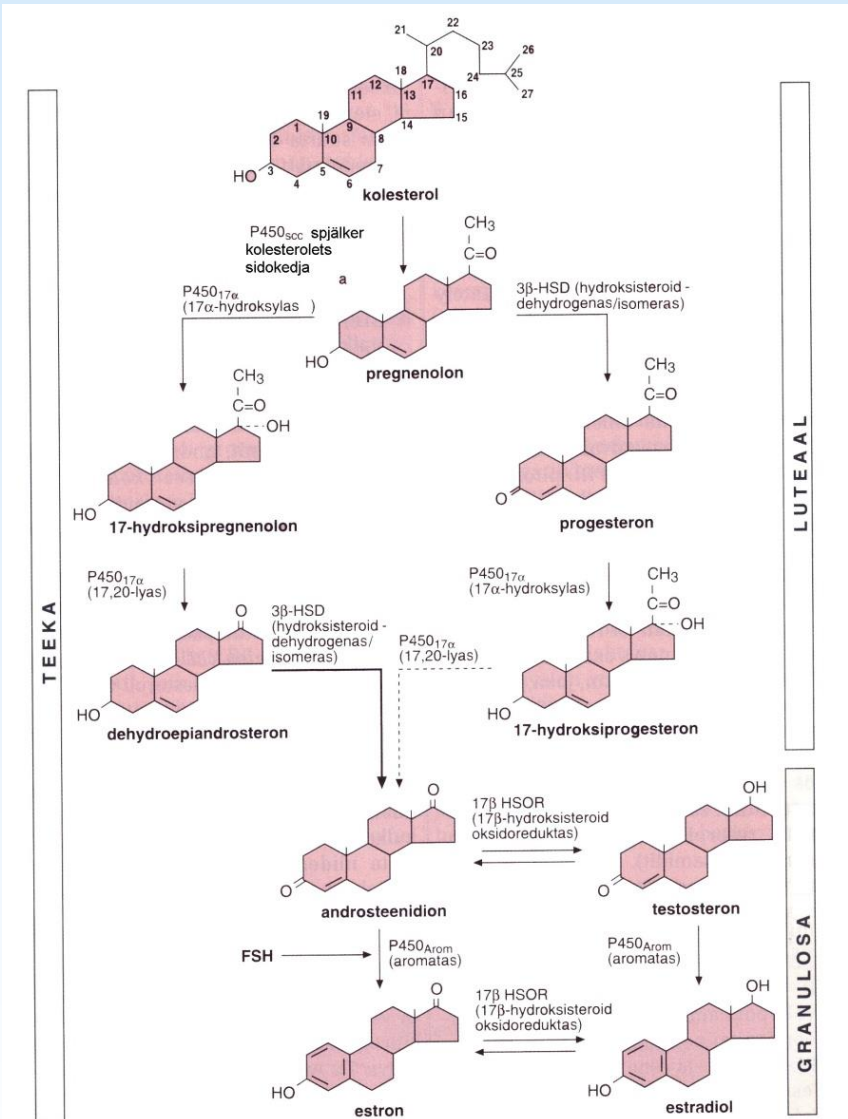 21
22
23
20
26
24
25
27
18
12
17
11
13
16
19
1
9
14
15
2
10
8
HO
3
5
7
4
6
kolesterol
P450scc spjälker
kolesterolets
sidokedja
a
CH3
C=O
HO
pregnenolon
P45017α
(17α-hydroksylas )
3β-HSD (hydroksisteroid-
dehydrogenas/isomeras)
CH3
C=O
OH
HO
17-hydroksipregnenolon
CH3
C=O
O
progesteron
LUTEAAL
P45017α
(17,20-lyas)
P45017α
(17α-hydroksylas)
TEEKA
O
HO
dehydroepiandrosteron
3β-HSD
(hydroksisteroid-
dehydrogenas/
isomeras)
P45017α
(17,20-lyas)
CH3
C=O
OH
HO
17-hydroksiprogesteron
O
O
androsteenidion
17β HSOR
(17β-hydroksisteroid
oksidoreduktas)
OH
O
testosteron
FSH
P450Arom
(aromatas)
P450Arom
(aromatas)
GRANULOSA
O
HO
estron
17β HSOR
(17β-hydroksisteroid
oksidoreduktas)
OH
HO
estradiol